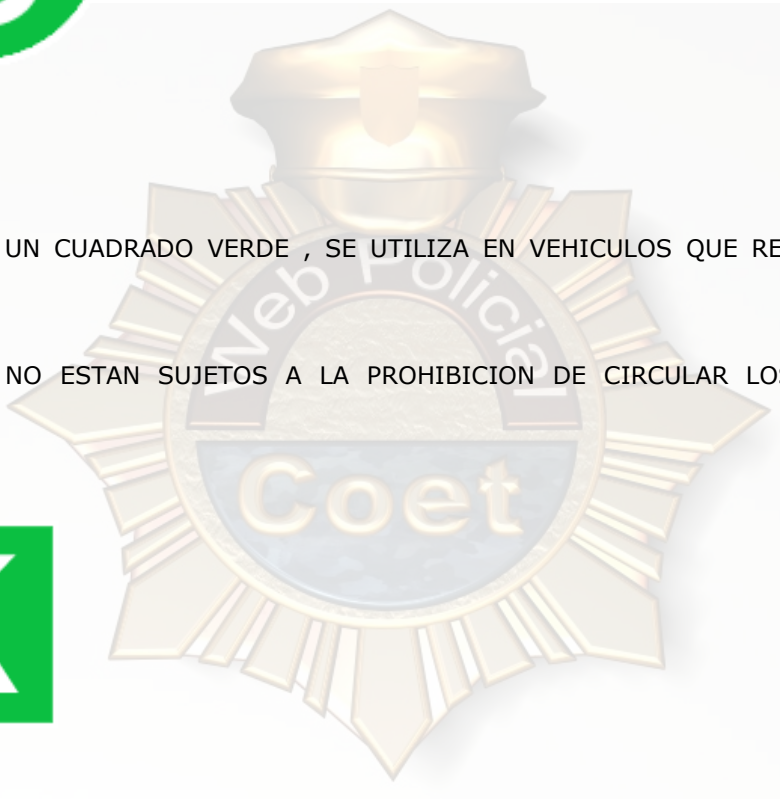 UN CUADRADO VERDE , SE UTILIZA EN VEHICULOS QUE RE
Web Policial
NO ESTAN SUJETOS A LA PROHIBICION DE CIRCULAR LOS
Coet
K